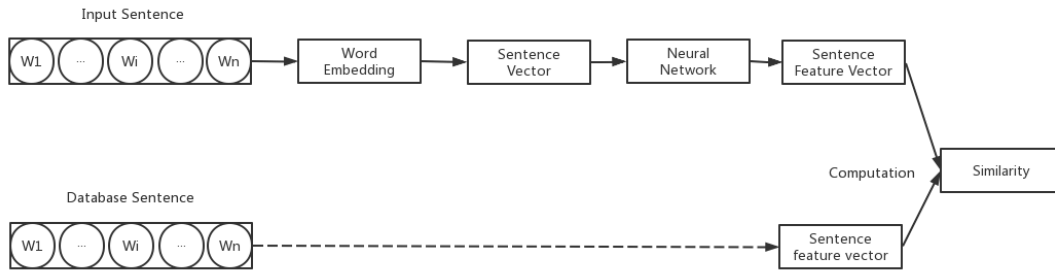 Input Sentence
W1 ... Wi ... Wn
Word
Embedding
Sentence
Vector
Neural
Network
Sentence
Feature Vector
Computation
Similarity
Database Sentence
W1 ... Wi ... Wn
Sentence
feature vector